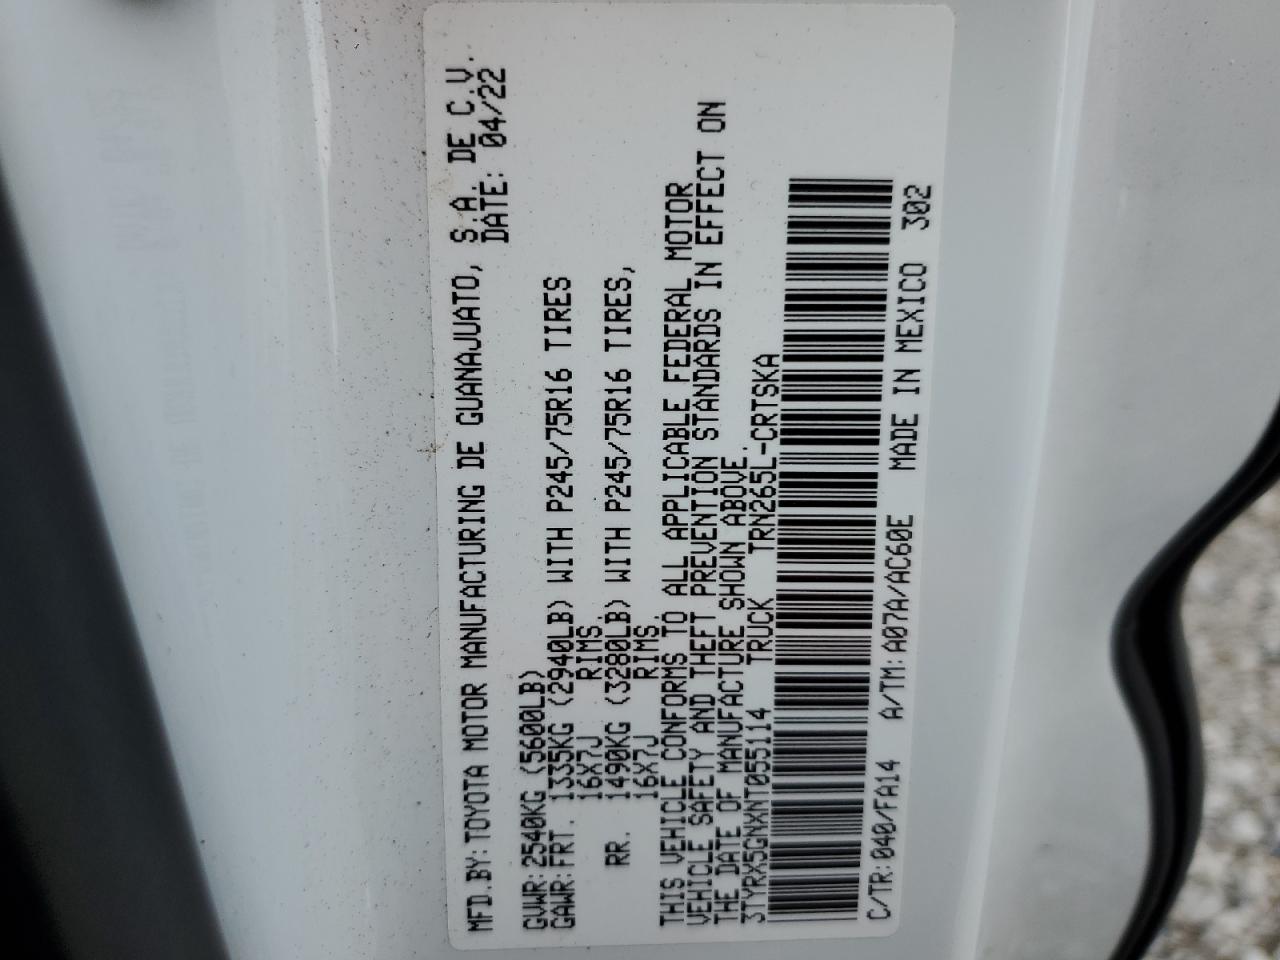 MFD.BY: TOYOTA MOTOR MANUFACTURING DE GUANAJUATO, S.A. DE C.V.
DATE: 04/22
GVWR: 2540KG (5600LB)
GAWR: FRT. 1335KG (2940LB) WITH P245/75R16 TIRES
16X7J RIMS.
RR. 1490KG (3280LB) WITH P245/75R16 TIRES,
16X7J RIMS.
THIS VEHICLE CONFORMS TO ALL APPLICABLE FEDERAL MOTOR
VEHICLE SAFETY AND THEFT PREVENTION STANDARDS IN EFFECT ON
THE DATE OF MANUFACTURE SHOWN ABOVE.
3TYRX5GNXNT055114 TRUCK TRN265L-CRTSKA
C/TR: 040/FA14 A/TM: A07A/AC60E MADE IN MEXICO 302